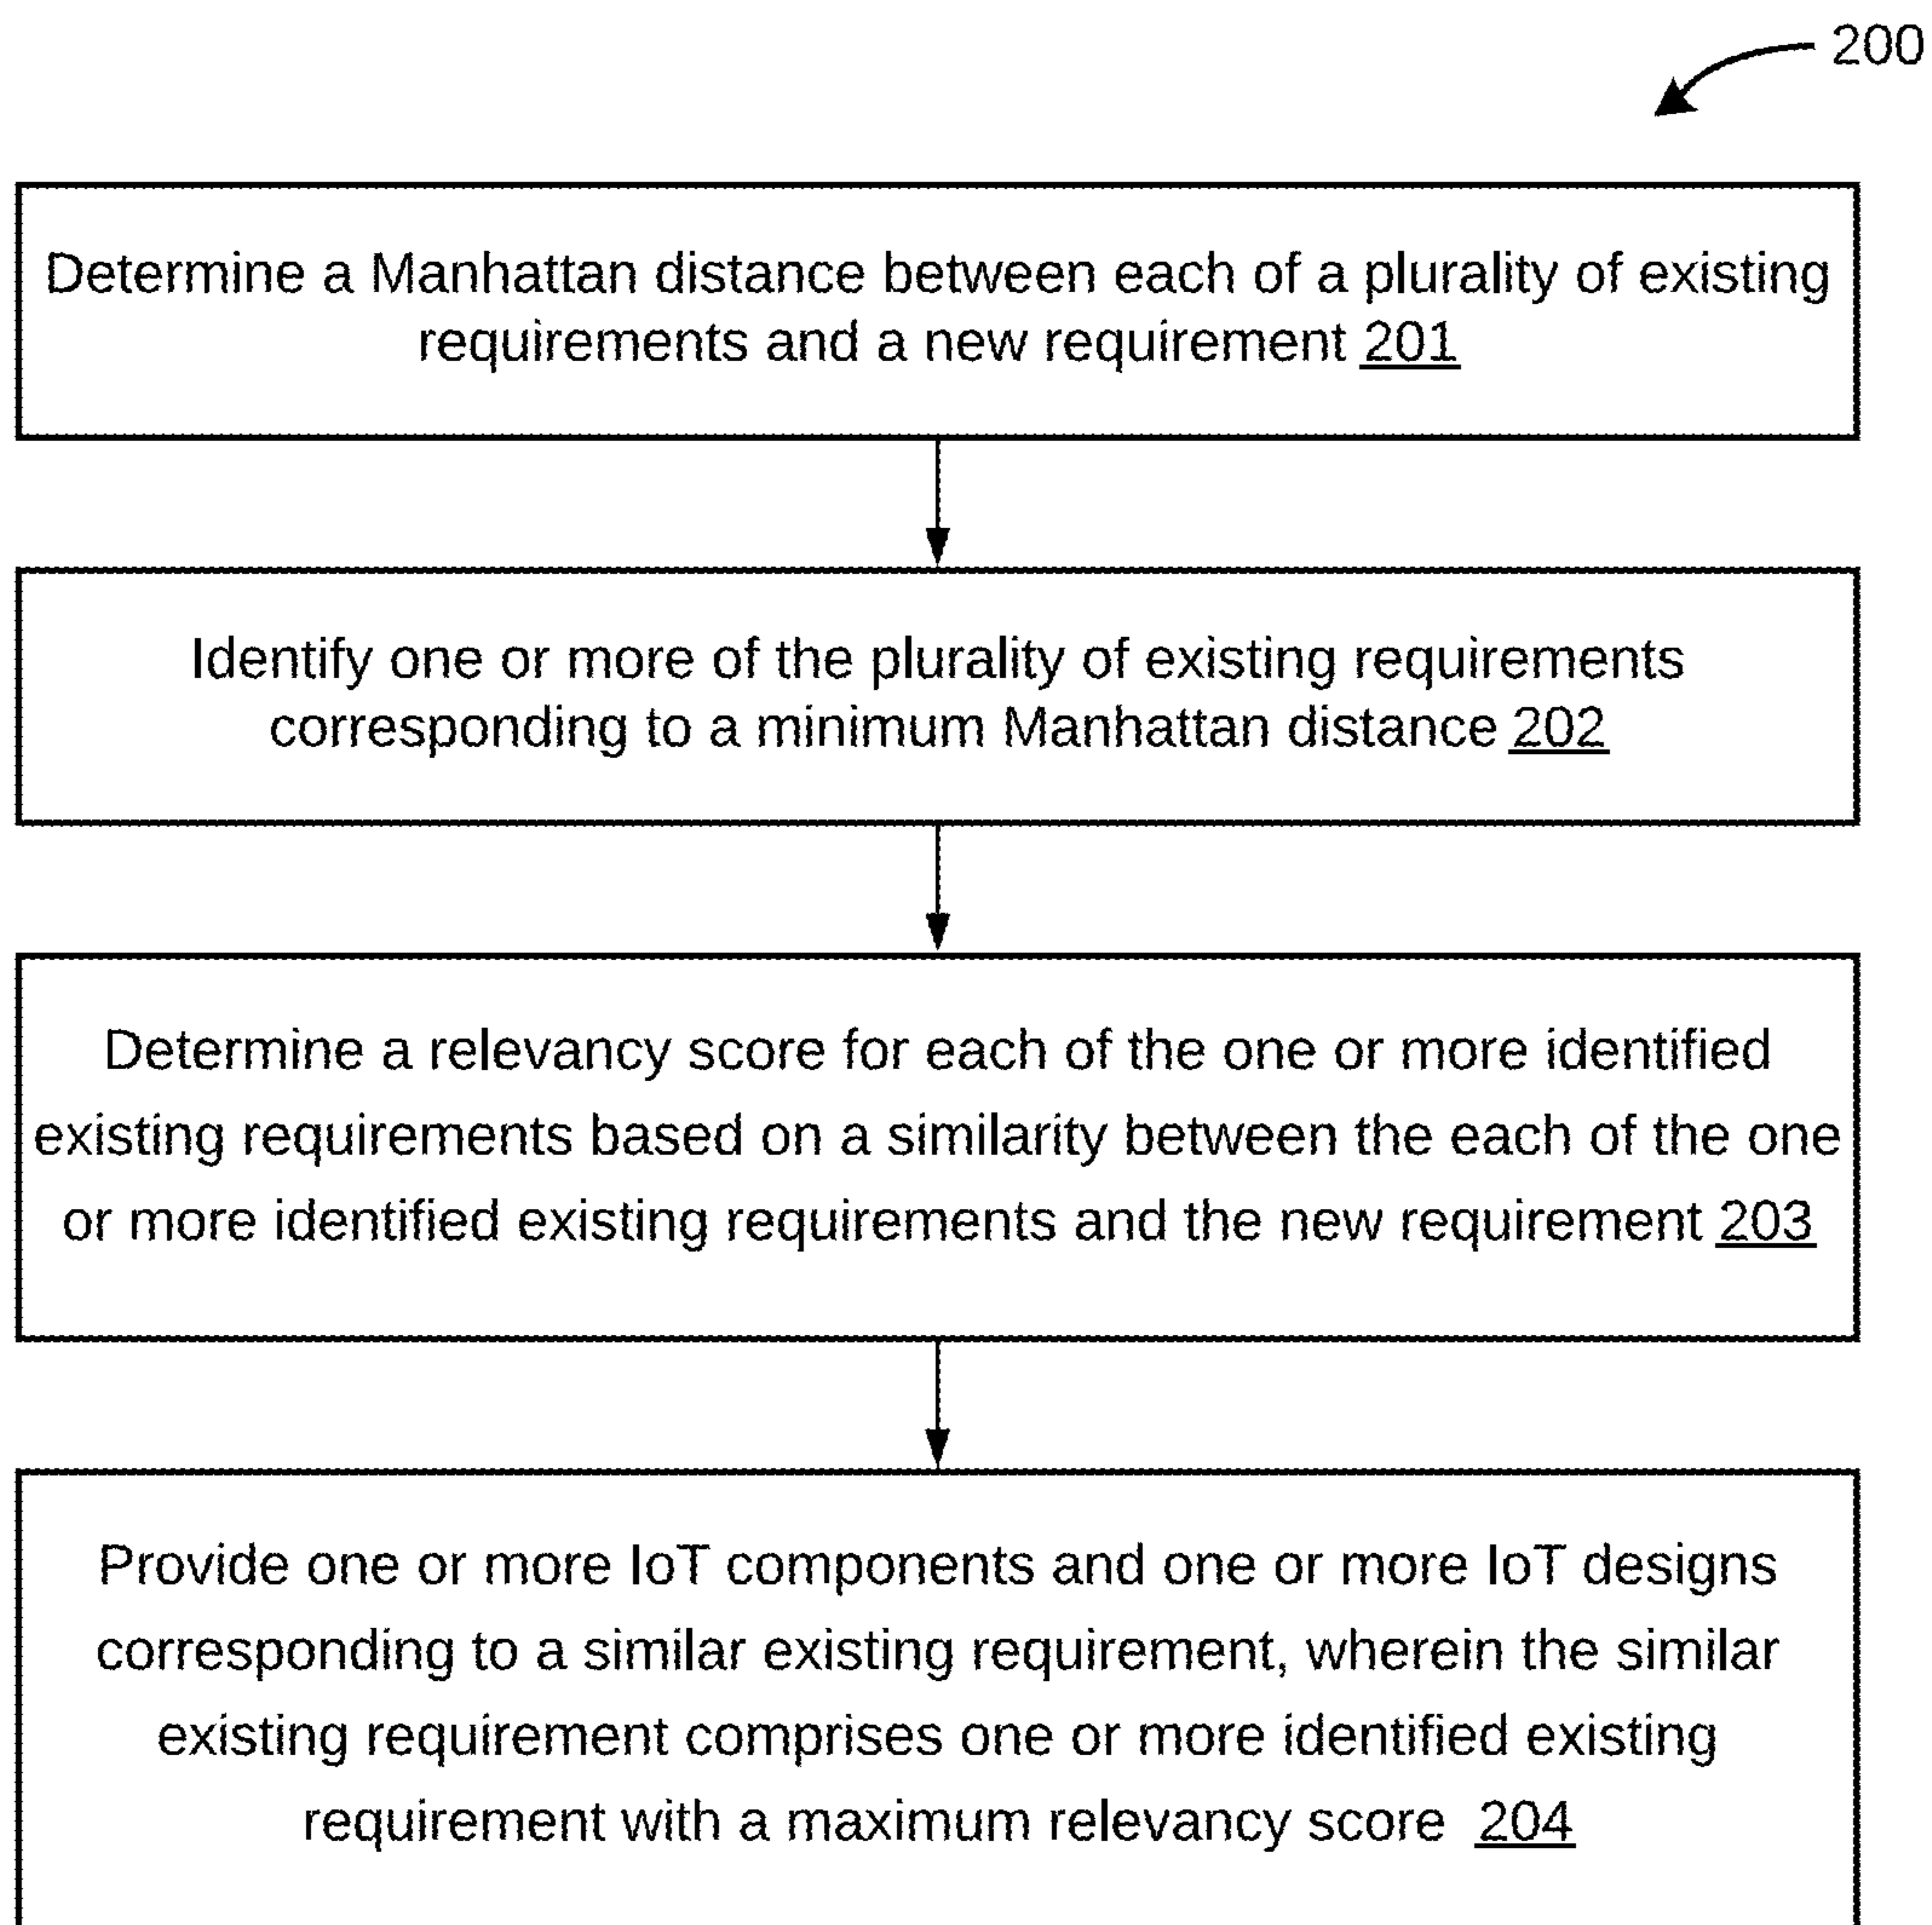 200
Determine a Manhattan distance between each of a plurality of existing
requirements and a new requirement 201
Identify one or more of the plurality of existing requirements
corresponding to a minimum Manhattan distance 202
Determine a relevancy score for each of the one or more identified
existing requirements based on a similarity between the each of the one
or more identified existing requirements and the new requirement 203
Provide one or more IoT components and one or more IoT designs
corresponding to a similar existing requirement, wherein the similar
existing requirement comprises one or more identified existing
requirement with a maximum relevancy score 204